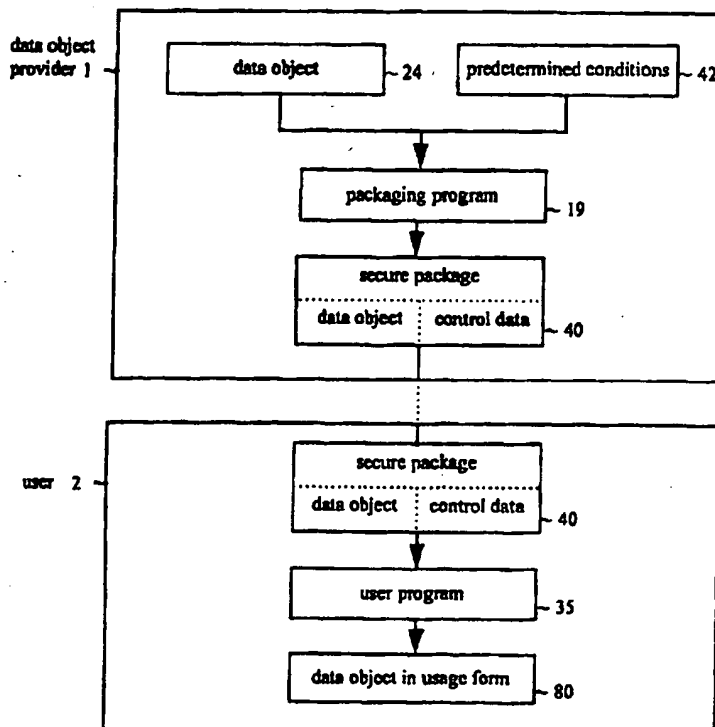 data object
provider 1
data object
24
predetermined conditions
42
packaging program
19
secure package
data object control data
40
user 2
secure package
data object control data
40
user program
35
data object in usage form
80